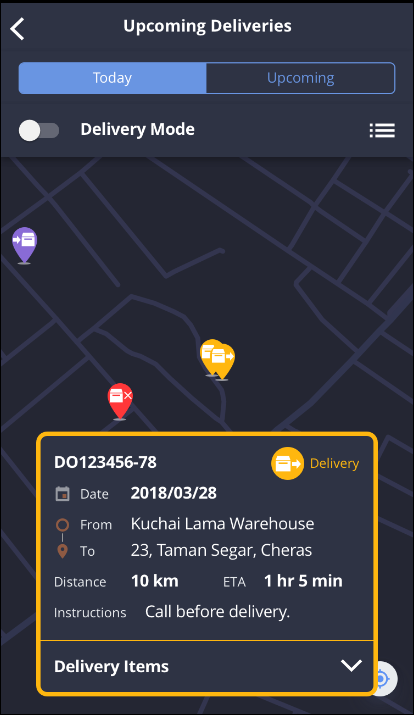 Upcoming Deliveries
Today Upcoming
Delivery Mode
DO123456-78 Delivery
Date 2018/03/28
From Kuchai Lama Warehouse
To 23, Taman Segar, Cheras
Distance 10 km ETA 1 hr 5 min
Instructions Call before delivery.
Delivery Items